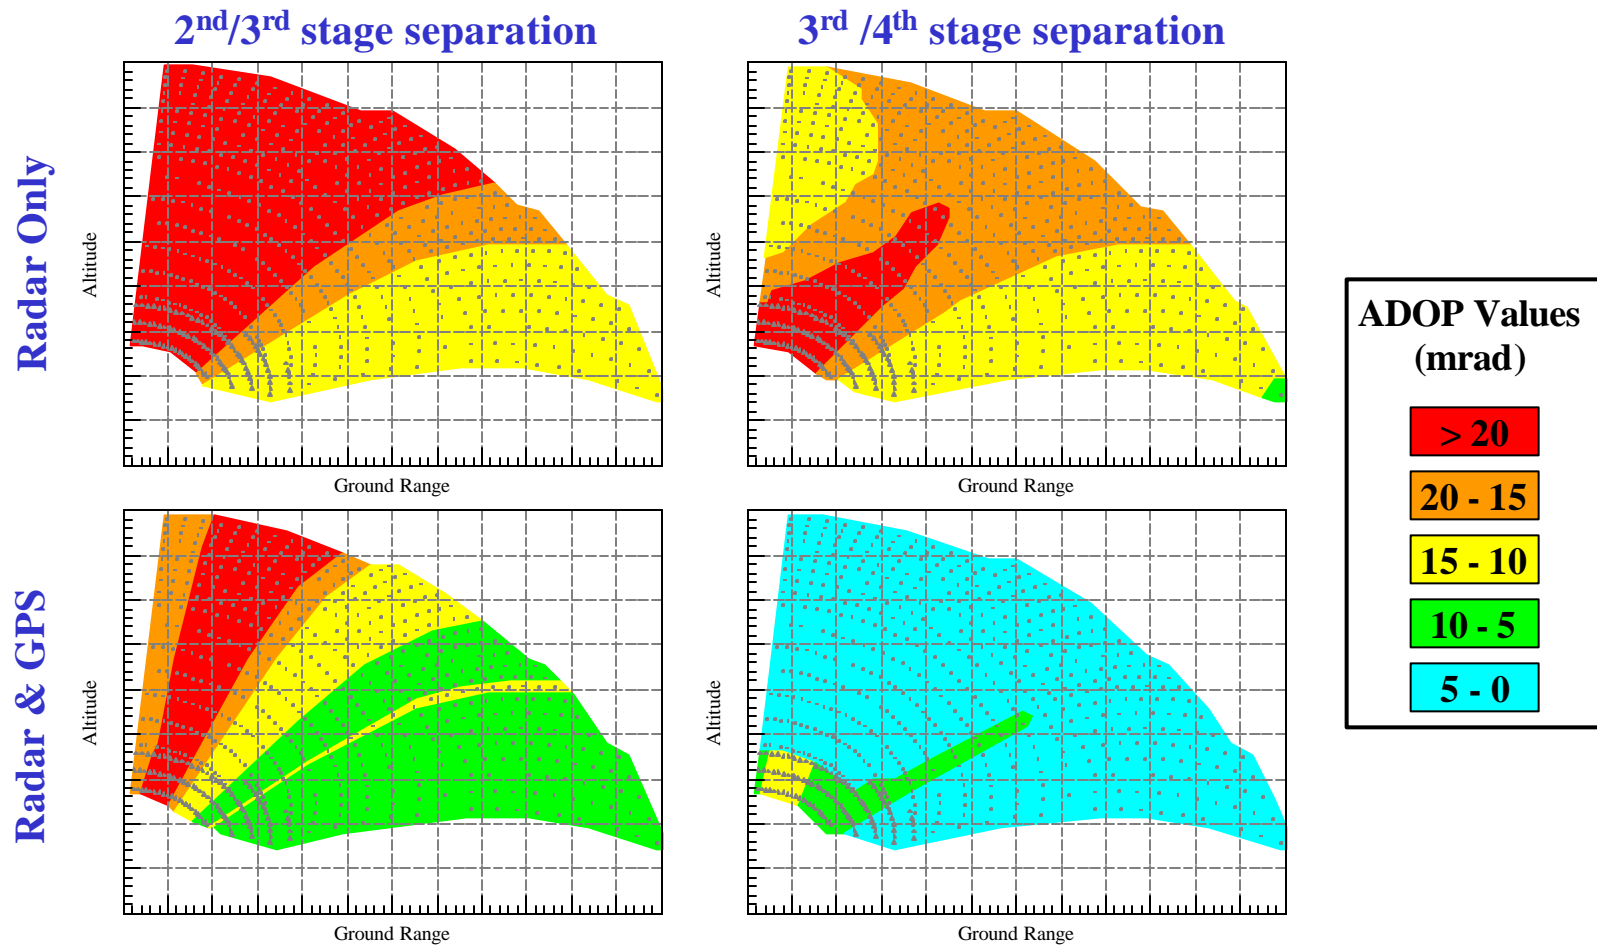 2nd/3rd stage separation
3rd /4th stage separation
Radar Only
Altitude
Ground Range
Altitude
Ground Range
Radar & GPS
Altitude
Ground Range
Altitude
Ground Range
ADOP Values
(mrad)
> 20
20 - 15
15 - 10
10 - 5
5 - 0